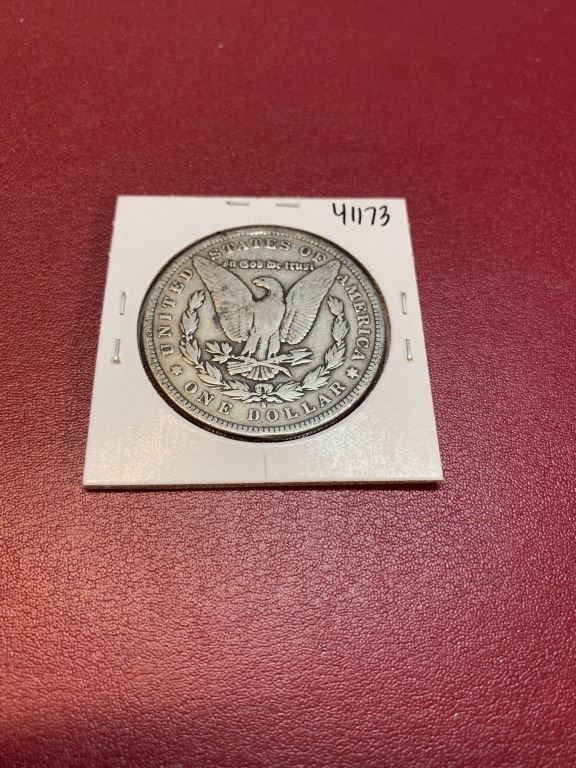 41173
UNITED STATES OF AMERICA
In God We Trust
ONE DOLLAR